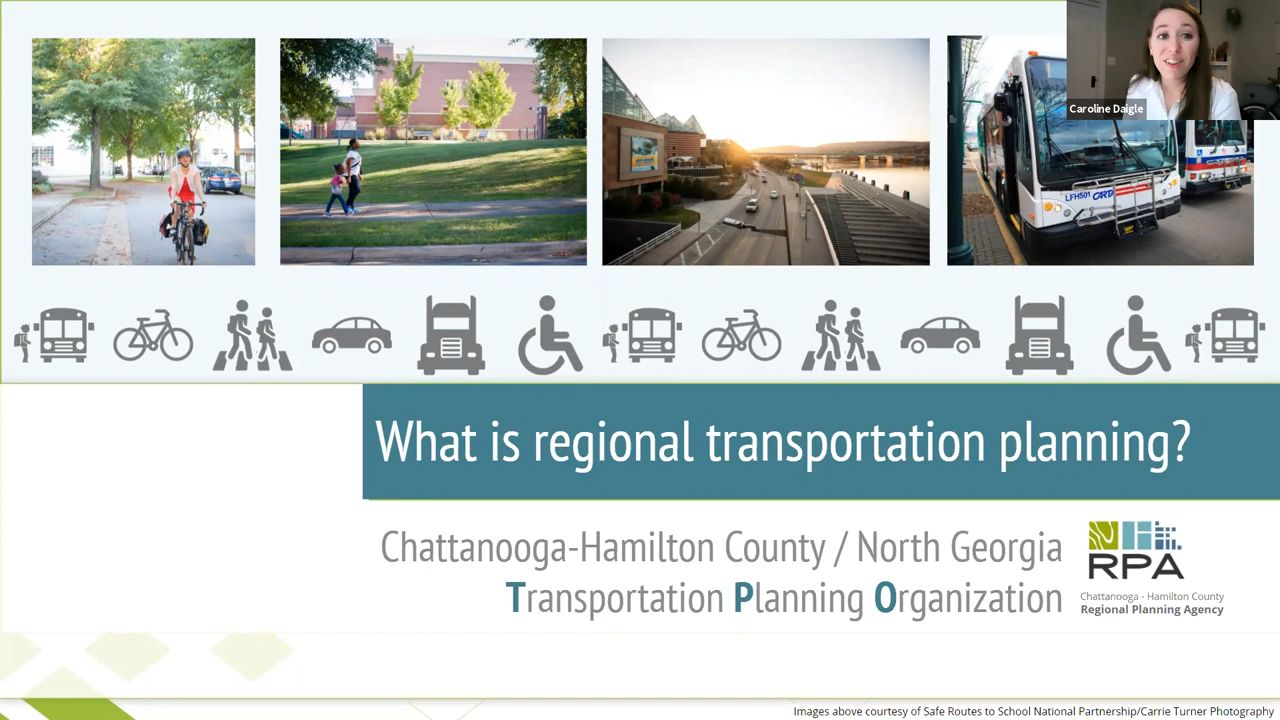 Caroline Daigle
LFH501 CARTA
What is regional transportation planning?
Chattanooga-Hamilton County / North Georgia
Transportation Planning Organization
RPA
Chattanooga - Hamilton County
Regional Planning Agency
Images above courtesy of Safe Routes to School National Partnership/Carrie Turner Photography